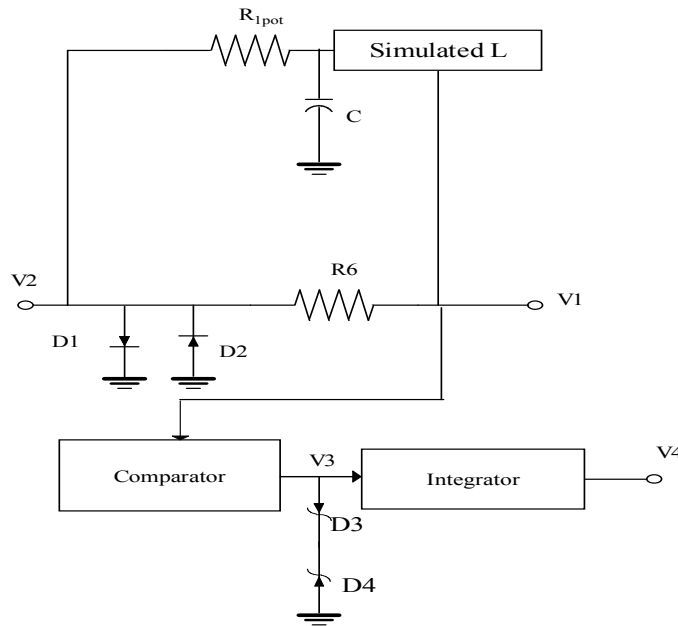 R1pot
Simulated L
C
V2
R6
V1
D1
D2
Comparator
V3
Integrator
V4
D3
D4